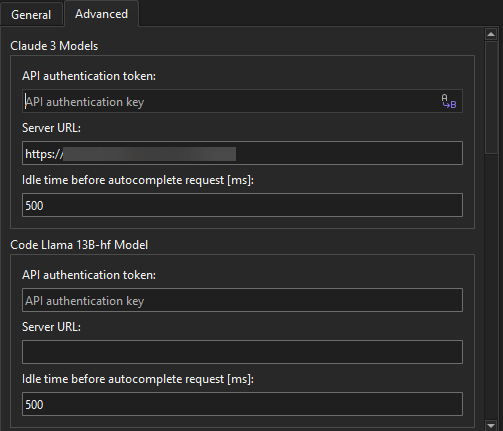 General
Advanced
Claude 3 Models
API authentication token:
API authentication key
Server URL:
https://
Idle time before autocomplete request [ms]:
500
Code Llama 13B-hf Model
API authentication token:
API authentication key
Server URL:
Idle time before autocomplete request [ms]:
500